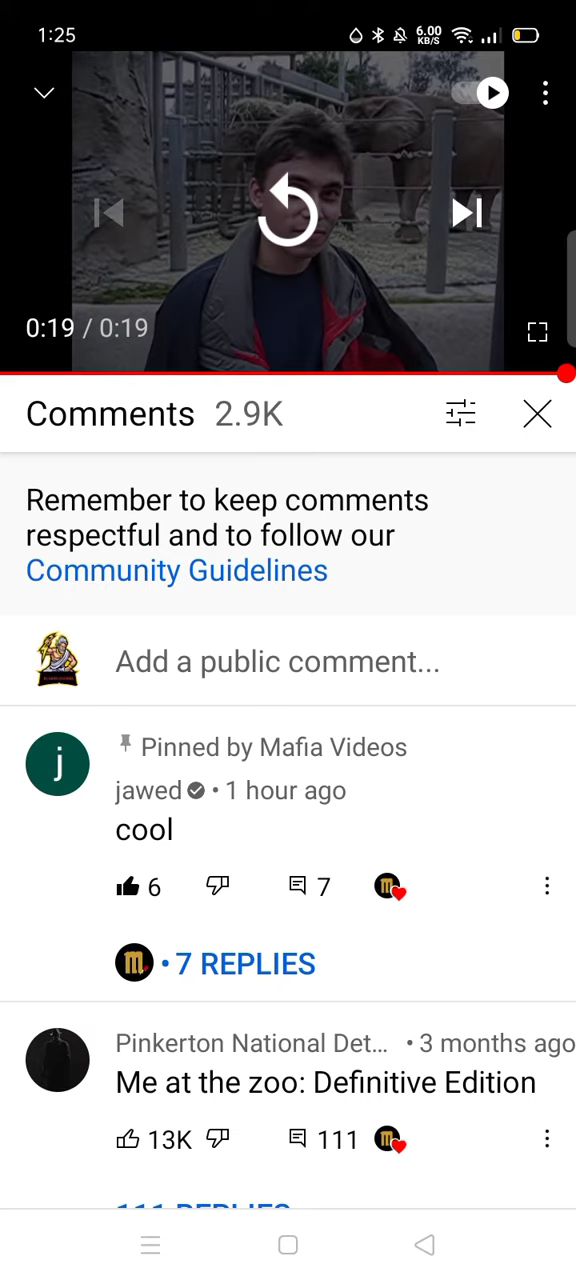 1:25
6.00
KB/S
0:19 / 0:19
Comments 2.9K
Remember to keep comments
respectful and to follow our
Community Guidelines
Add a public comment...
j
Pinned by Mafia Videos
jawed • 1 hour ago
cool
6 7 m
m • 7 REPLIES
Pinkerton National Det... • 3 months ago
Me at the zoo: Definitive Edition
13K 111 m
111 REPLIES